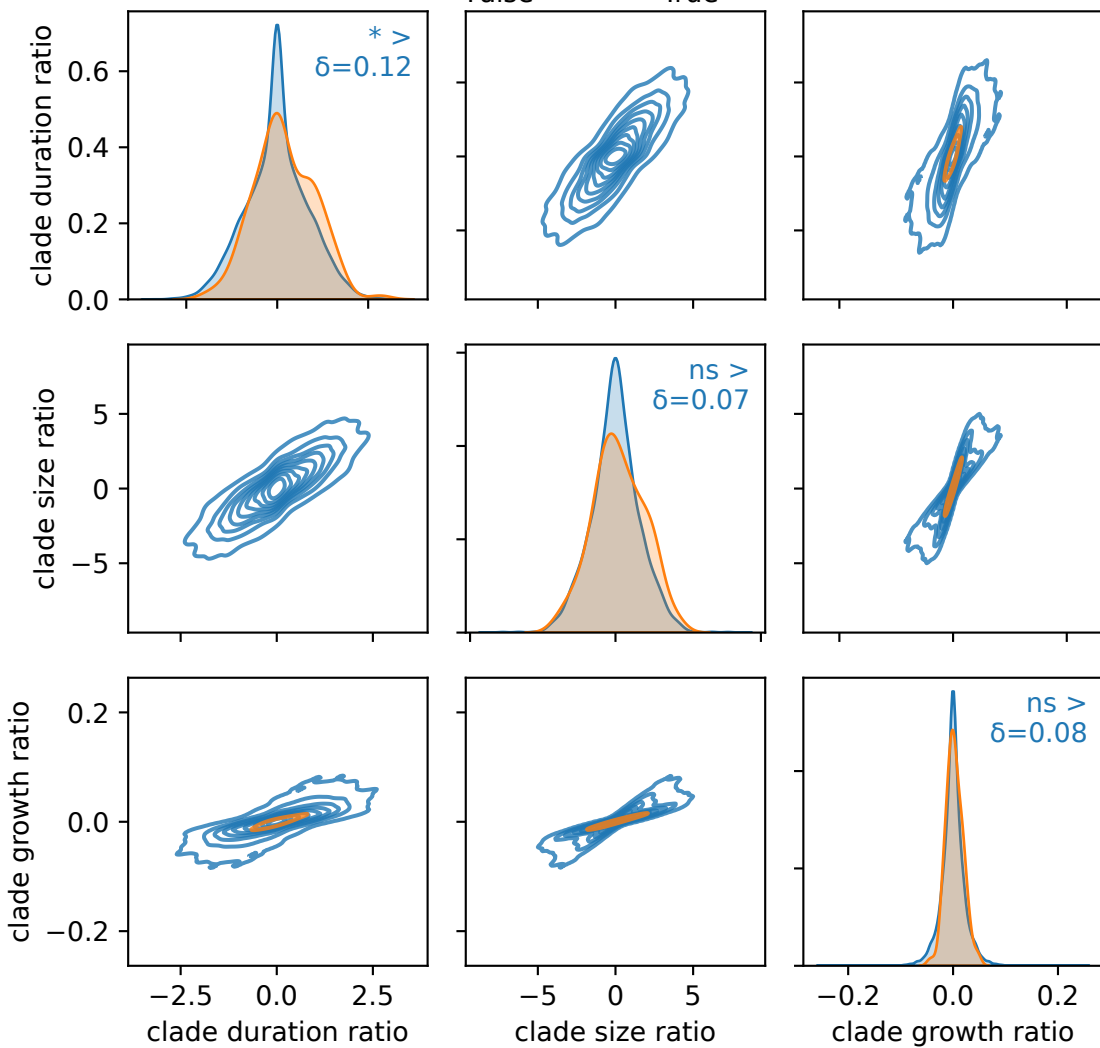 clade duration ratio
0.6
0.4
0.2
0.0
* >
δ=0.12
clade size ratio
5
0
−5
ns >
δ=0.07
clade growth ratio
0.2
0.0
−0.2
ns >
δ=0.08
−2.5 0.0 2.5
−5 0 5
−0.2 0.0 0.2
clade duration ratio
clade size ratio
clade growth ratio